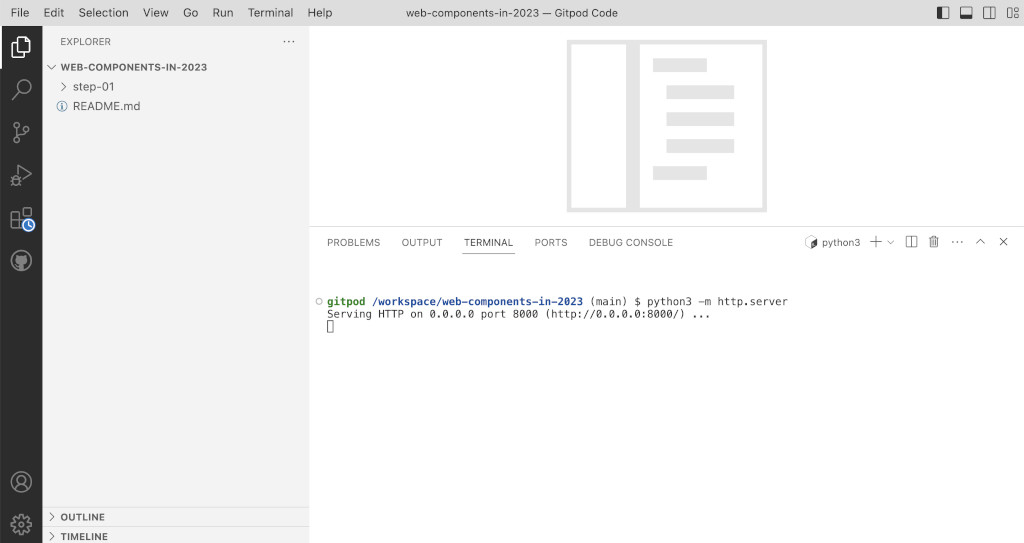 File Edit Selection View Go Run Terminal Help web-components-in-2023 — Gitpod Code
EXPLORER
WEB-COMPONENTS-IN-2023
step-01
README.md
PROBLEMS OUTPUT TERMINAL PORTS DEBUG CONSOLE python3
gitpod /workspace/web-components-in-2023 (main) $ python3 -m http.server
Serving HTTP on 0.0.0.0 port 8000 (http://0.0.0.0:8000/) ...
OUTLINE
TIMELINE